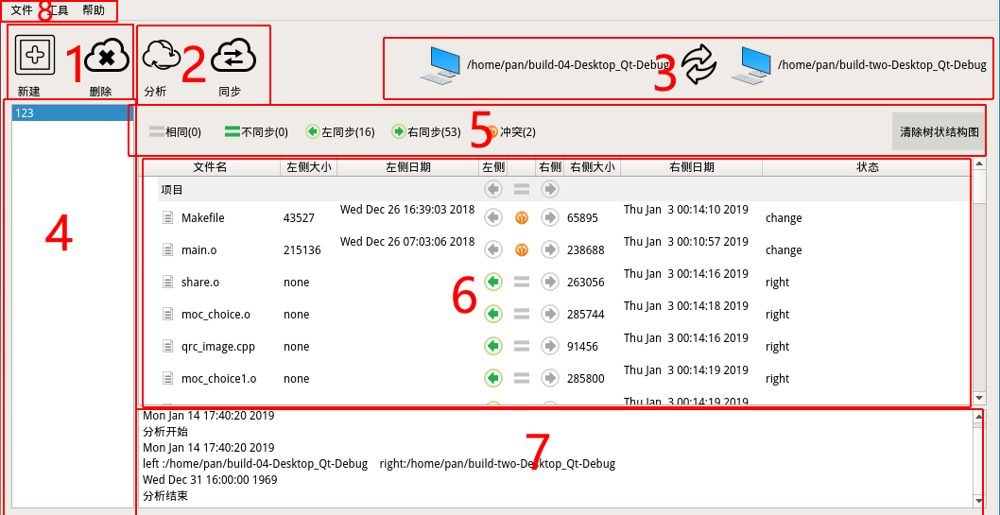 文件 8 工具 帮助
1 2 3
新建 删除 分析 同步
/home/pan/build-04-Desktop_Qt-Debug /home/pan/build-two-Desktop_Qt-Debug
123
4
相同(0) 不同步(0) 左同步(16) 右同步(53) 5 冲突(2) 清除树状结构图
文件名 左侧大小 左侧日期 左侧 右侧 右侧大小 右侧日期 状态
项目
Makefile 43527 Wed Dec 26 16:39:03 2018 65895 Thu Jan 3 00:14:10 2019 change
main.o 215136 Wed Dec 26 07:03:06 2018 238688 Thu Jan 3 00:10:57 2019 change
share.o none 263056 Thu Jan 3 00:14:16 2019 right
6
moc_choice.o none 285744 Thu Jan 3 00:14:18 2019 right
qrc_image.cpp none 91456 Thu Jan 3 00:14:16 2019 right
moc_choice1.o none 285800 Thu Jan 3 00:14:19 2019 right
Thu Jan 3 00:14:19 2019
Mon Jan 14 17:40:20 2019
分析开始
Mon Jan 14 17:40:20 2019
7
left :/home/pan/build-04-Desktop_Qt-Debug right:/home/pan/build-two-Desktop_Qt-Debug
Wed Dec 31 16:00:00 1969
分析结束